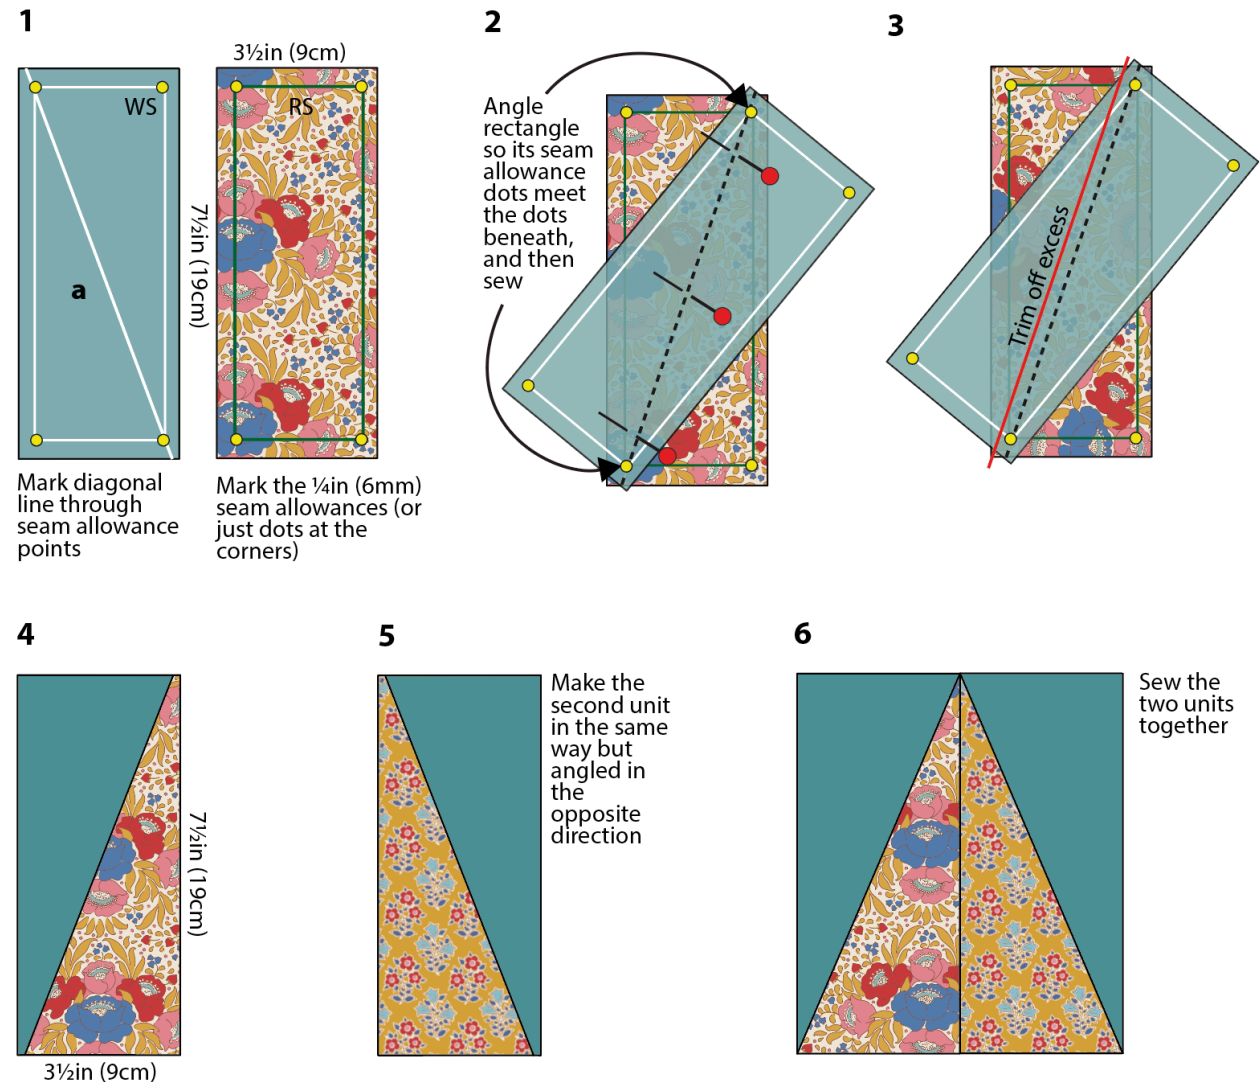 1
3½in (9cm)
WS
RS
a
7½in (19cm)
Mark diagonal
line through
seam allowance
points
Mark the ¼in (6mm)
seam allowances (or
just dots at the
corners)
2
Angle
rectangle
so its seam
allowance
dots meet
the dots
beneath,
and then
sew
3
Trim off excess
4
7½in (19cm)
3½in (9cm)
5
Make the
second unit
in the same
way but
angled in
the
opposite
direction
6
Sew the
two units
together